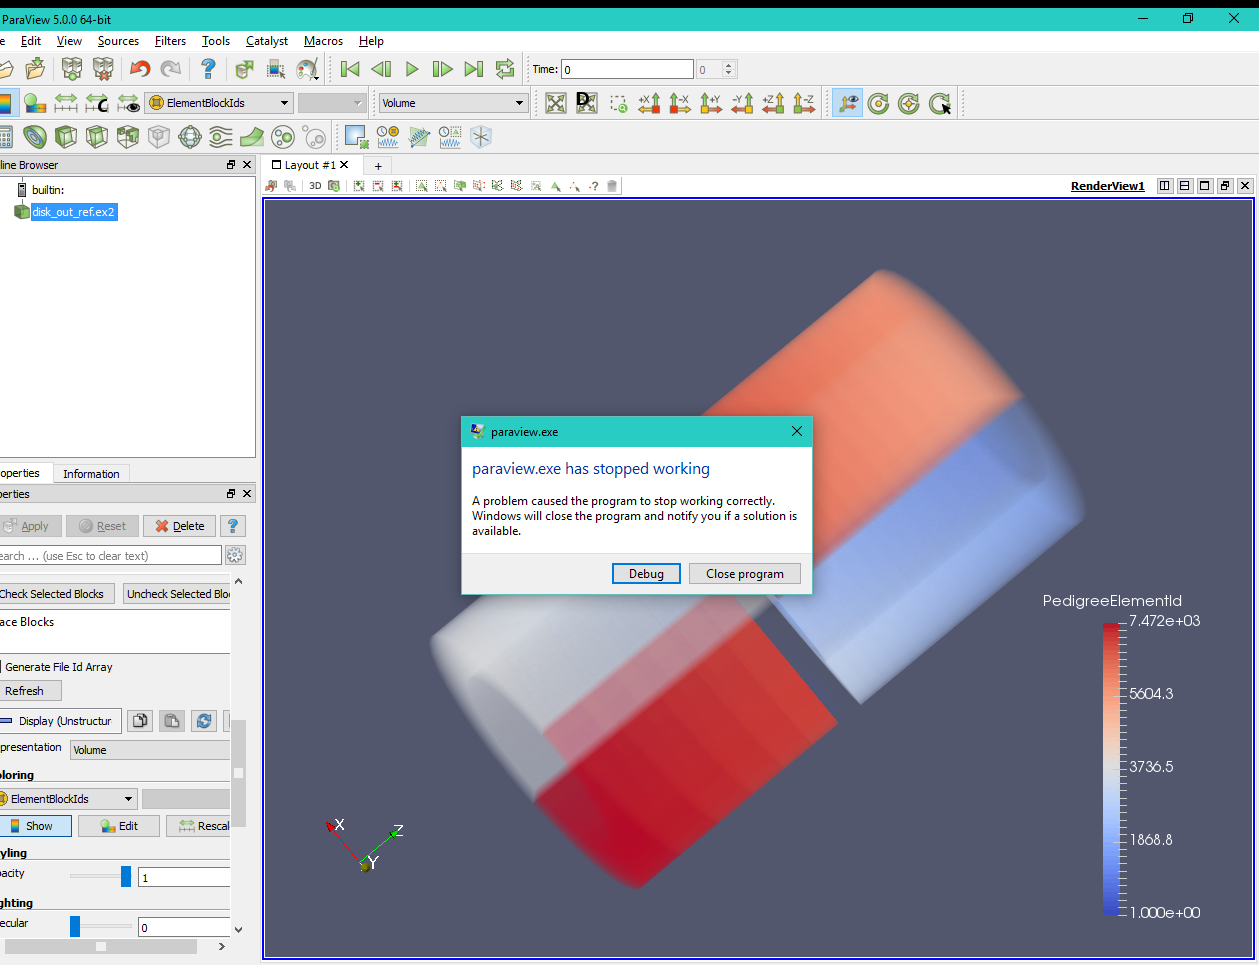 ParaView 5.0.0 64-bit
e Edit View Sources Filters Tools Catalyst Macros Help
Time: 0 0
ElementBlockIds Volume D +X -X +Y -Y +Z -Z
line Browser
Layout #1 +
builtin:
3D
RenderView1
disk_out_ref.ex2
paraview.exe
paraview.exe has stopped working
A problem caused the program to stop working correctly.
Windows will close the program and notify you if a solution is
available.
Debug Close program
operties Information
erties
Apply Reset Delete ?
earch ... (use Esc to clear text)
Check Selected Blocks Uncheck Selected Blo
ace Blocks
Generate File Id Array
Refresh
Display (Unstructur
presentation Volume
loring
ElementBlockIds
Show Edit Rescal
yling
pacity 1
ghting
ecular 0
X Z
Y
PedigreeElementId
7.472e+03
5604.3
3736.5
1868.8
1.000e+00